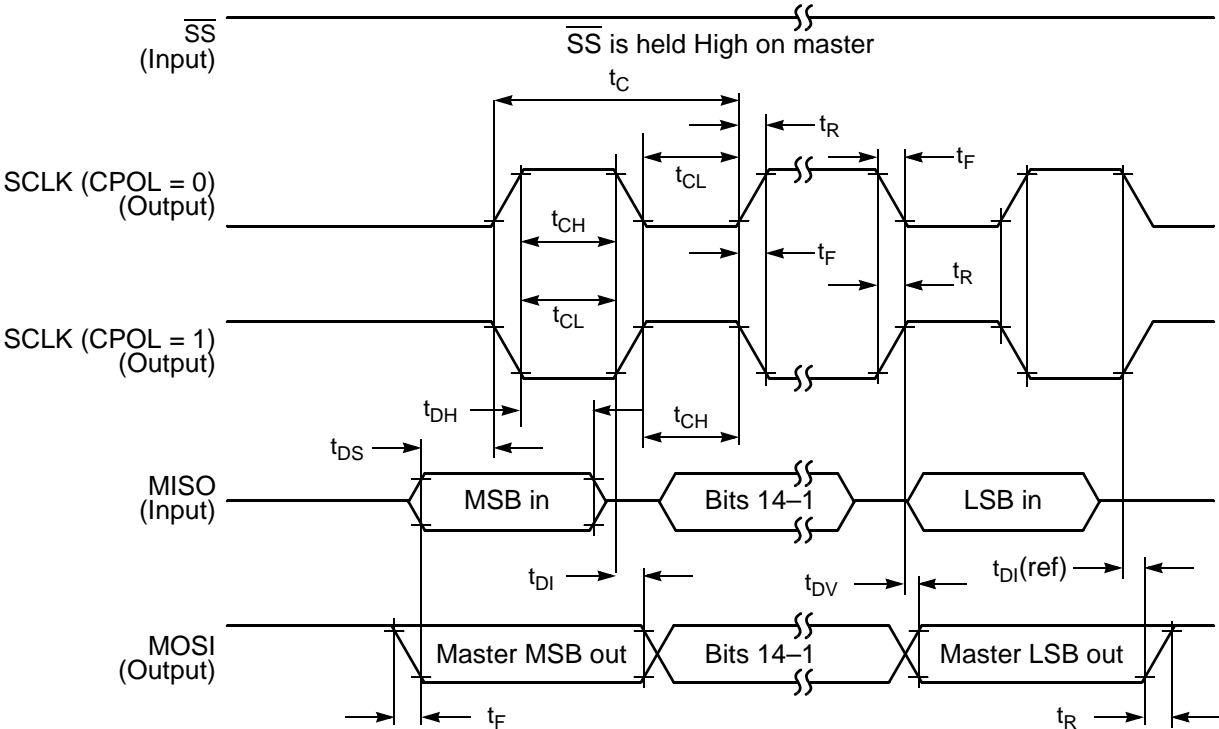 SS
(Input)
SS is held High on master
tC
tR
tF
SCLK (CPOL = 0)
(Output)
tCL
tCH
tF
tR
tCL
SCLK (CPOL = 1)
(Output)
tDH
tCH
tDS
MISO
(Input)
MSB in
Bits 14–1
LSB in
tDI
tDV
tDI(ref)
MOSI
(Output)
Master MSB out
Bits 14–1
Master LSB out
tF
tR